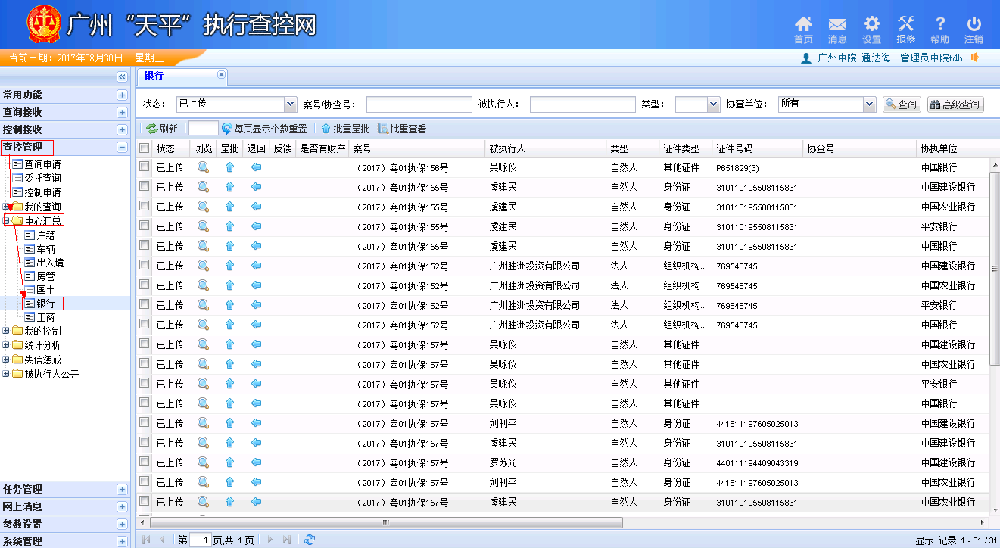 广州“天平”执行查控网
首页 消息 设置 报修 帮助 注销
当前日期：2017年08月30日 星期三
广州中院 通达海 管理员中院tdh
银行
常用功能
查询接收
控制接收
查控管理
查询申请
委托查询
控制申请
我的查询
中心汇总
户籍
车辆
出入境
房管
国土
银行
工商
我的控制
统计分析
失信惩戒
被执行人公开
任务管理
网上消息
参数设置
系统管理
状态： 已上传 案号/协查号： 被执行人： 类型： 协查单位： 所有 查询 高级查询
刷新 每页显示个数重置 批量呈批 批量查看
状态 浏览 呈批 退回 反馈 是否有财产 案号 被执行人 类型 证件类型 证件号码 协查号 协执单位
已上传 （2017）粤01执保156号 吴咏仪 自然人 其他证件 P651829(3) 中国银行
已上传 （2017）粤01执保155号 虞建民 自然人 身份证 310110195508115831 中国建设银行
已上传 （2017）粤01执保155号 虞建民 自然人 身份证 310110195508115831 中国农业银行
已上传 （2017）粤01执保155号 虞建民 自然人 身份证 310110195508115831 平安银行
已上传 （2017）粤01执保155号 虞建民 自然人 身份证 310110195508115831 中国银行
已上传 （2017）粤01执保152号 广州胜洲投资有限公司 法人 组织机构... 769548745 中国建设银行
已上传 （2017）粤01执保152号 广州胜洲投资有限公司 法人 组织机构... 769548745 中国农业银行
已上传 （2017）粤01执保152号 广州胜洲投资有限公司 法人 组织机构... 769548745 平安银行
已上传 （2017）粤01执保152号 广州胜洲投资有限公司 法人 组织机构... 769548745 中国银行
已上传 （2017）粤01执保157号 吴咏仪 自然人 其他证件 . 中国建设银行
已上传 （2017）粤01执保157号 吴咏仪 自然人 其他证件 . 中国农业银行
已上传 （2017）粤01执保157号 吴咏仪 自然人 其他证件 . 平安银行
已上传 （2017）粤01执保157号 吴咏仪 自然人 其他证件 . 中国银行
已上传 （2017）粤01执保157号 刘利平 自然人 身份证 441611197605025013 中国建设银行
已上传 （2017）粤01执保157号 虞建民 自然人 身份证 310110195508115831 中国建设银行
已上传 （2017）粤01执保157号 罗苏光 自然人 身份证 440111194409043319 中国建设银行
已上传 （2017）粤01执保157号 刘利平 自然人 身份证 441611197605025013 中国农业银行
已上传 （2017）粤01执保157号 虞建民 自然人 身份证 310110195508115831 中国农业银行
第 1 页,共 1 页
显示 记录 1 - 31 / 31